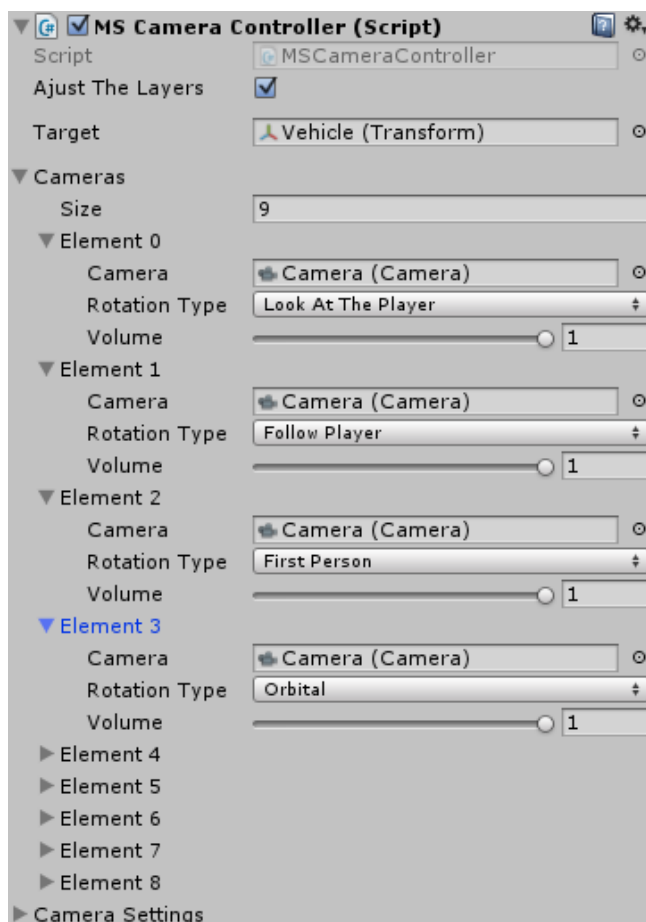 MS Camera Controller (Script)
Script MSCameraController
Ajust The Layers
Target Vehicle (Transform)
Cameras
Size 9
Element 0
Camera Camera (Camera)
Rotation Type Look At The Player
Volume 1
Element 1
Camera Camera (Camera)
Rotation Type Follow Player
Volume 1
Element 2
Camera Camera (Camera)
Rotation Type First Person
Volume 1
Element 3
Camera Camera (Camera)
Rotation Type Orbital
Volume 1
Element 4
Element 5
Element 6
Element 7
Element 8
Camera Settings